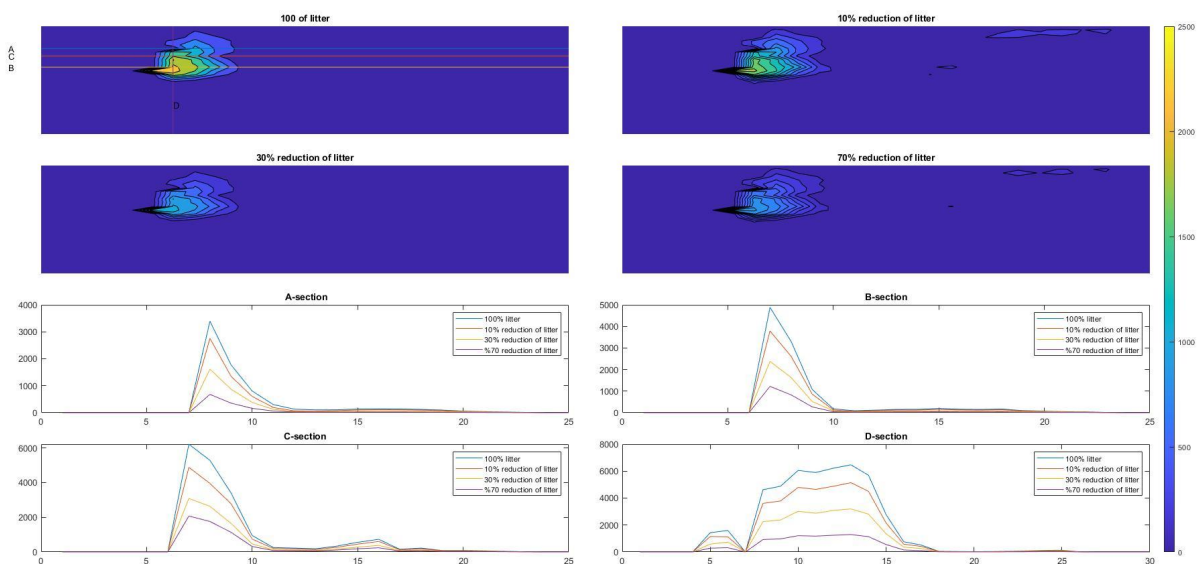 100 of litter
10% reduction of litter
A
C
B
D
30% reduction of litter
70% reduction of litter
2500
2000
1500
1000
500
0
A-section
4000
3000
2000
1000
0
0 5 10 15 20 25
100% litter
10% reduction of litter
30% reduction of litter
%70 reduction of litter
B-section
5000
4000
3000
2000
1000
0
0 5 10 15 20 25
100% litter
10% reduction of litter
30% reduction of litter
%70 reduction of litter
C-section
6000
4000
2000
0
0 5 10 15 20 25
100% litter
10% reduction of litter
30% reduction of litter
%70 reduction of litter
D-section
8000
6000
4000
2000
0
0 5 10 15 20 25 30
100% litter
10% reduction of litter
30% reduction of litter
%70 reduction of litter